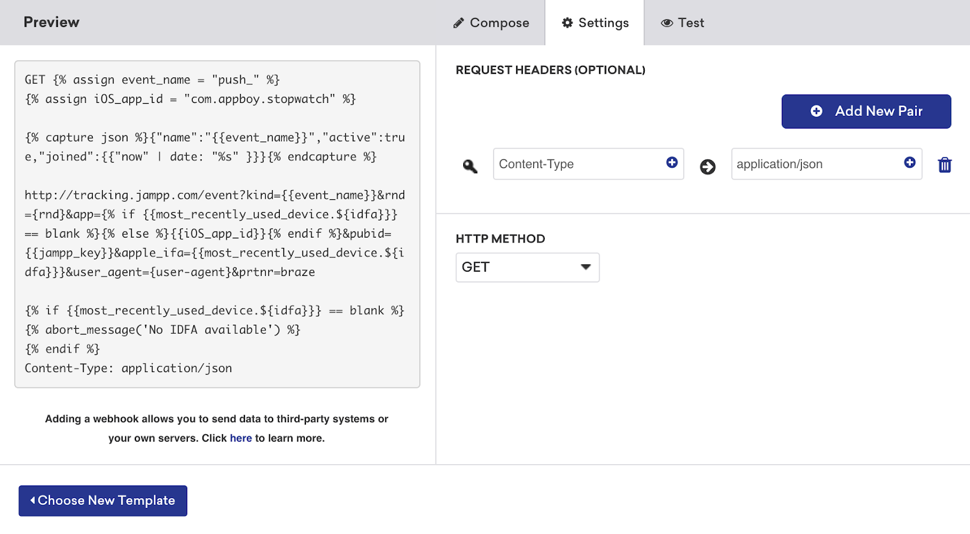 Preview
Compose
Settings
Test
GET {% assign event_name = "push_" %}
{% assign iOS_app_id = "com.appboy.stopwatch" %}
{% capture json %}{"name":"{{event_name}}","active":tru
e,"joined":{{"now" | date: "%s" }}}{% endcapture %}
http://tracking.jampp.com/event?kind={{event_name}}&rnd
={rnd}&app={% if {{most_recently_used_device.${idfa}}}
== blank %}{% else %}{{iOS_app_id}}{% endif %}&pubid=
{{jampp_key}}&apple_ifa={{most_recently_used_device.${i
dfa}}}&user_agent={user-agent}&prtnr=braze
{% if {{most_recently_used_device.${idfa}}} == blank %}
{% abort_message('No IDFA available') %}
{% endif %}
Content-Type: application/json
Adding a webhook allows you to send data to third-party systems or
your own servers. Click here to learn more.
REQUEST HEADERS (OPTIONAL)
Add New Pair
Content-Type
application/json
HTTP METHOD
GET
Choose New Template